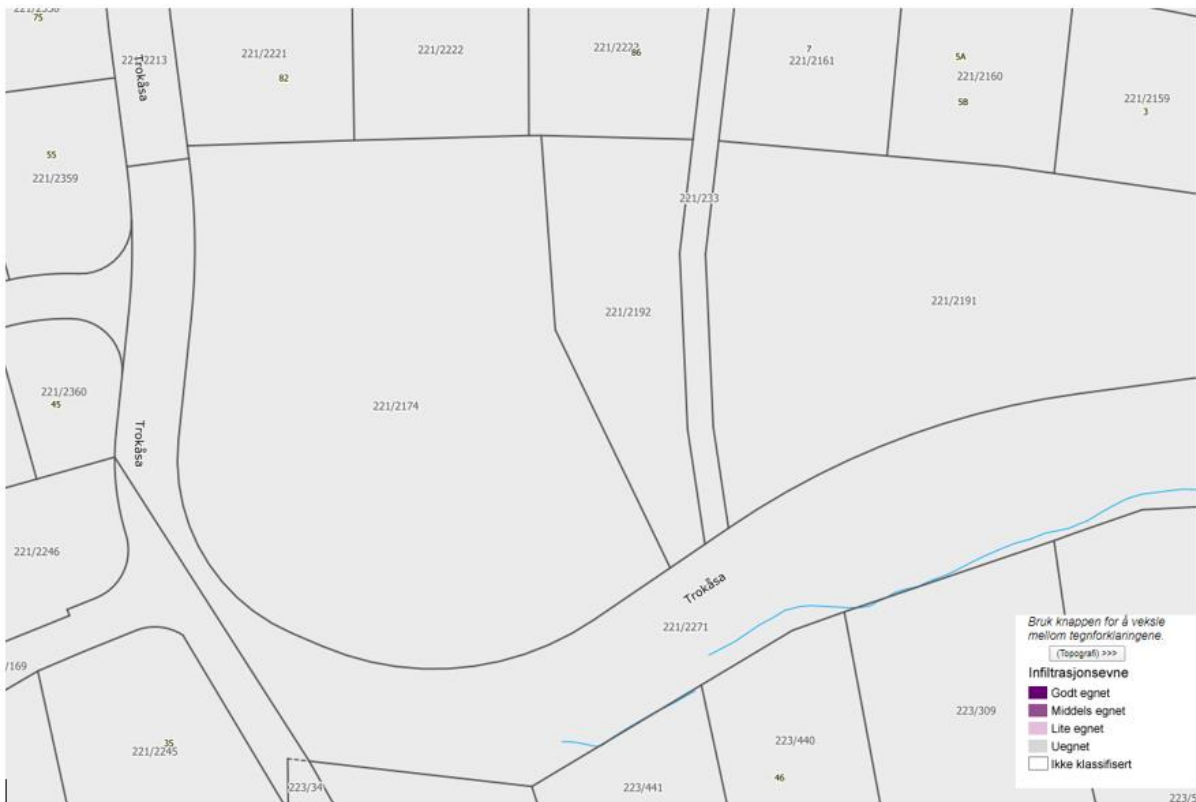 75
221/2213
Trokåsa
221/2221
82
221/2222
221/2222
86
7
221/2161
5A
221/2160
5B
221/2159
3
55
221/2359
221/233
221/2192
221/2191
221/2360
45
221/2174
Trokåsa
221/2246
Trokåsa
221/2271
/169
35
221/2245
223/34
223/441
223/440
46
223/309
Bruk knappen for å veksle
mellom tegnforklaringene.
(Topografi) >>>
Infiltrasjonsevne
Godt egnet
Middels egnet
Lite egnet
Uegnet
Ikke klassifisert